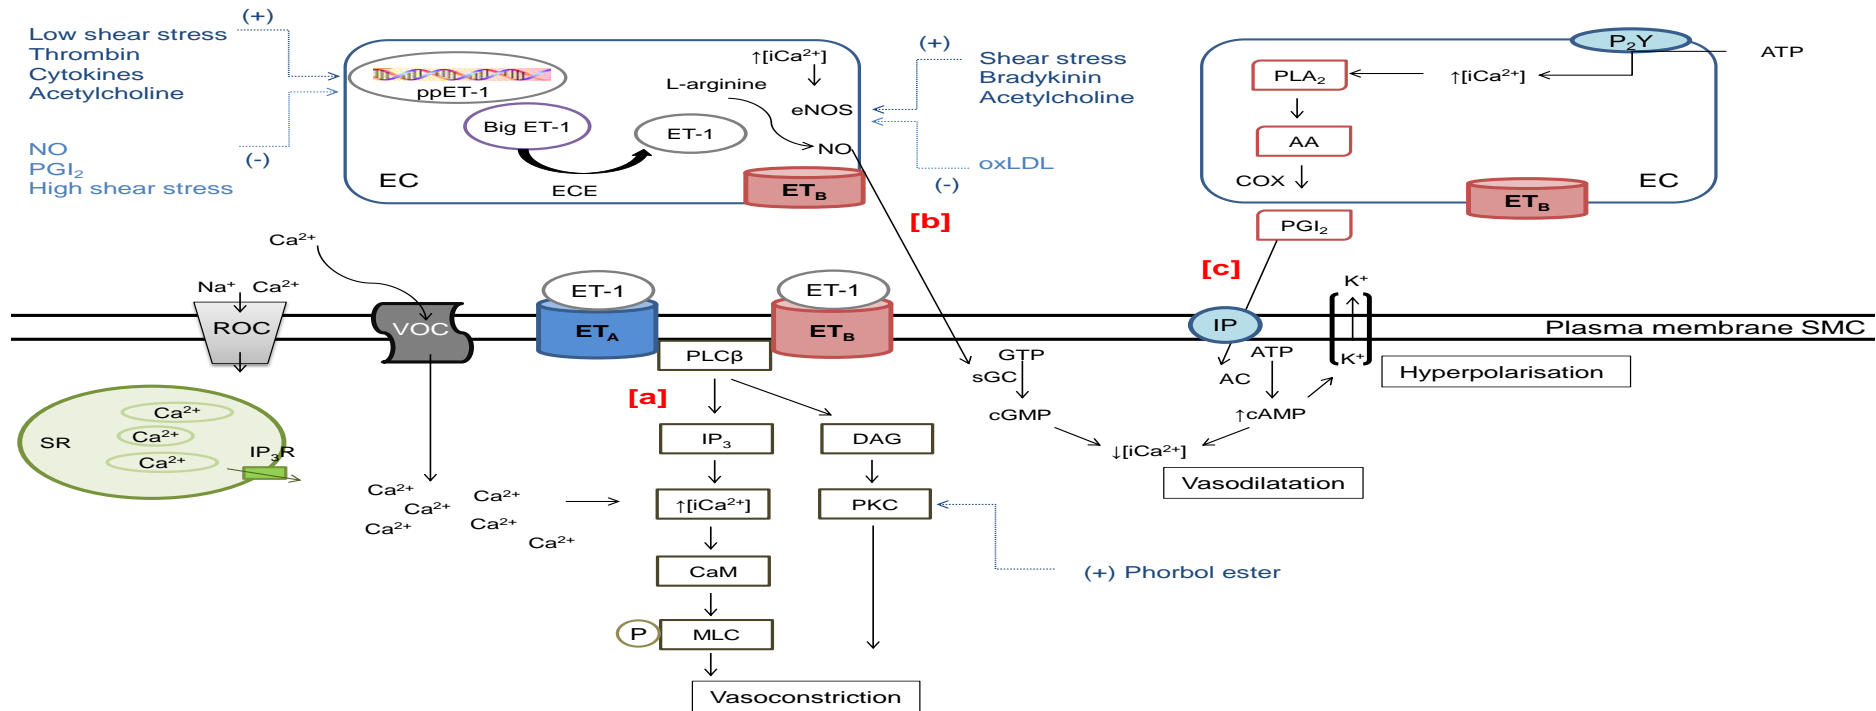 (+)
Low shear stress
Thrombin
Cytokines
Acetylcholine
NO
PGI₂
High shear stress
(-)
ppET-1
Big ET-1
ET-1
ECE
EC
L-arginine
↑[iCa²⁺]
eNOS
NO
ET_B
(+)
Shear stress
Bradykinin
Acetylcholine
oxLDL
(-)
[b]
P₂Y
ATP
PLA₂
↑[iCa²⁺]
AA
COX
EC
ET_B
PGI₂
[c]
Ca²⁺
Na⁺ Ca²⁺
ROC
VOC
ET-1
ET_A
ET-1
ET_B
IP
K⁺
K⁺
Plasma membrane SMC
PLCβ
[a]
GTP
sGC
cGMP
ATP
AC
↑cAMP
Hyperpolarisation
↓[iCa²⁺]
Vasodilatation
SR
Ca²⁺
Ca²⁺
Ca²⁺
IP₃R
Ca²⁺
Ca²⁺
Ca²⁺
Ca²⁺
Ca²⁺
Ca²⁺
IP₃
DAG
↑[iCa²⁺]
PKC
CaM
(+) Phorbol ester
P
MLC
Vasoconstriction